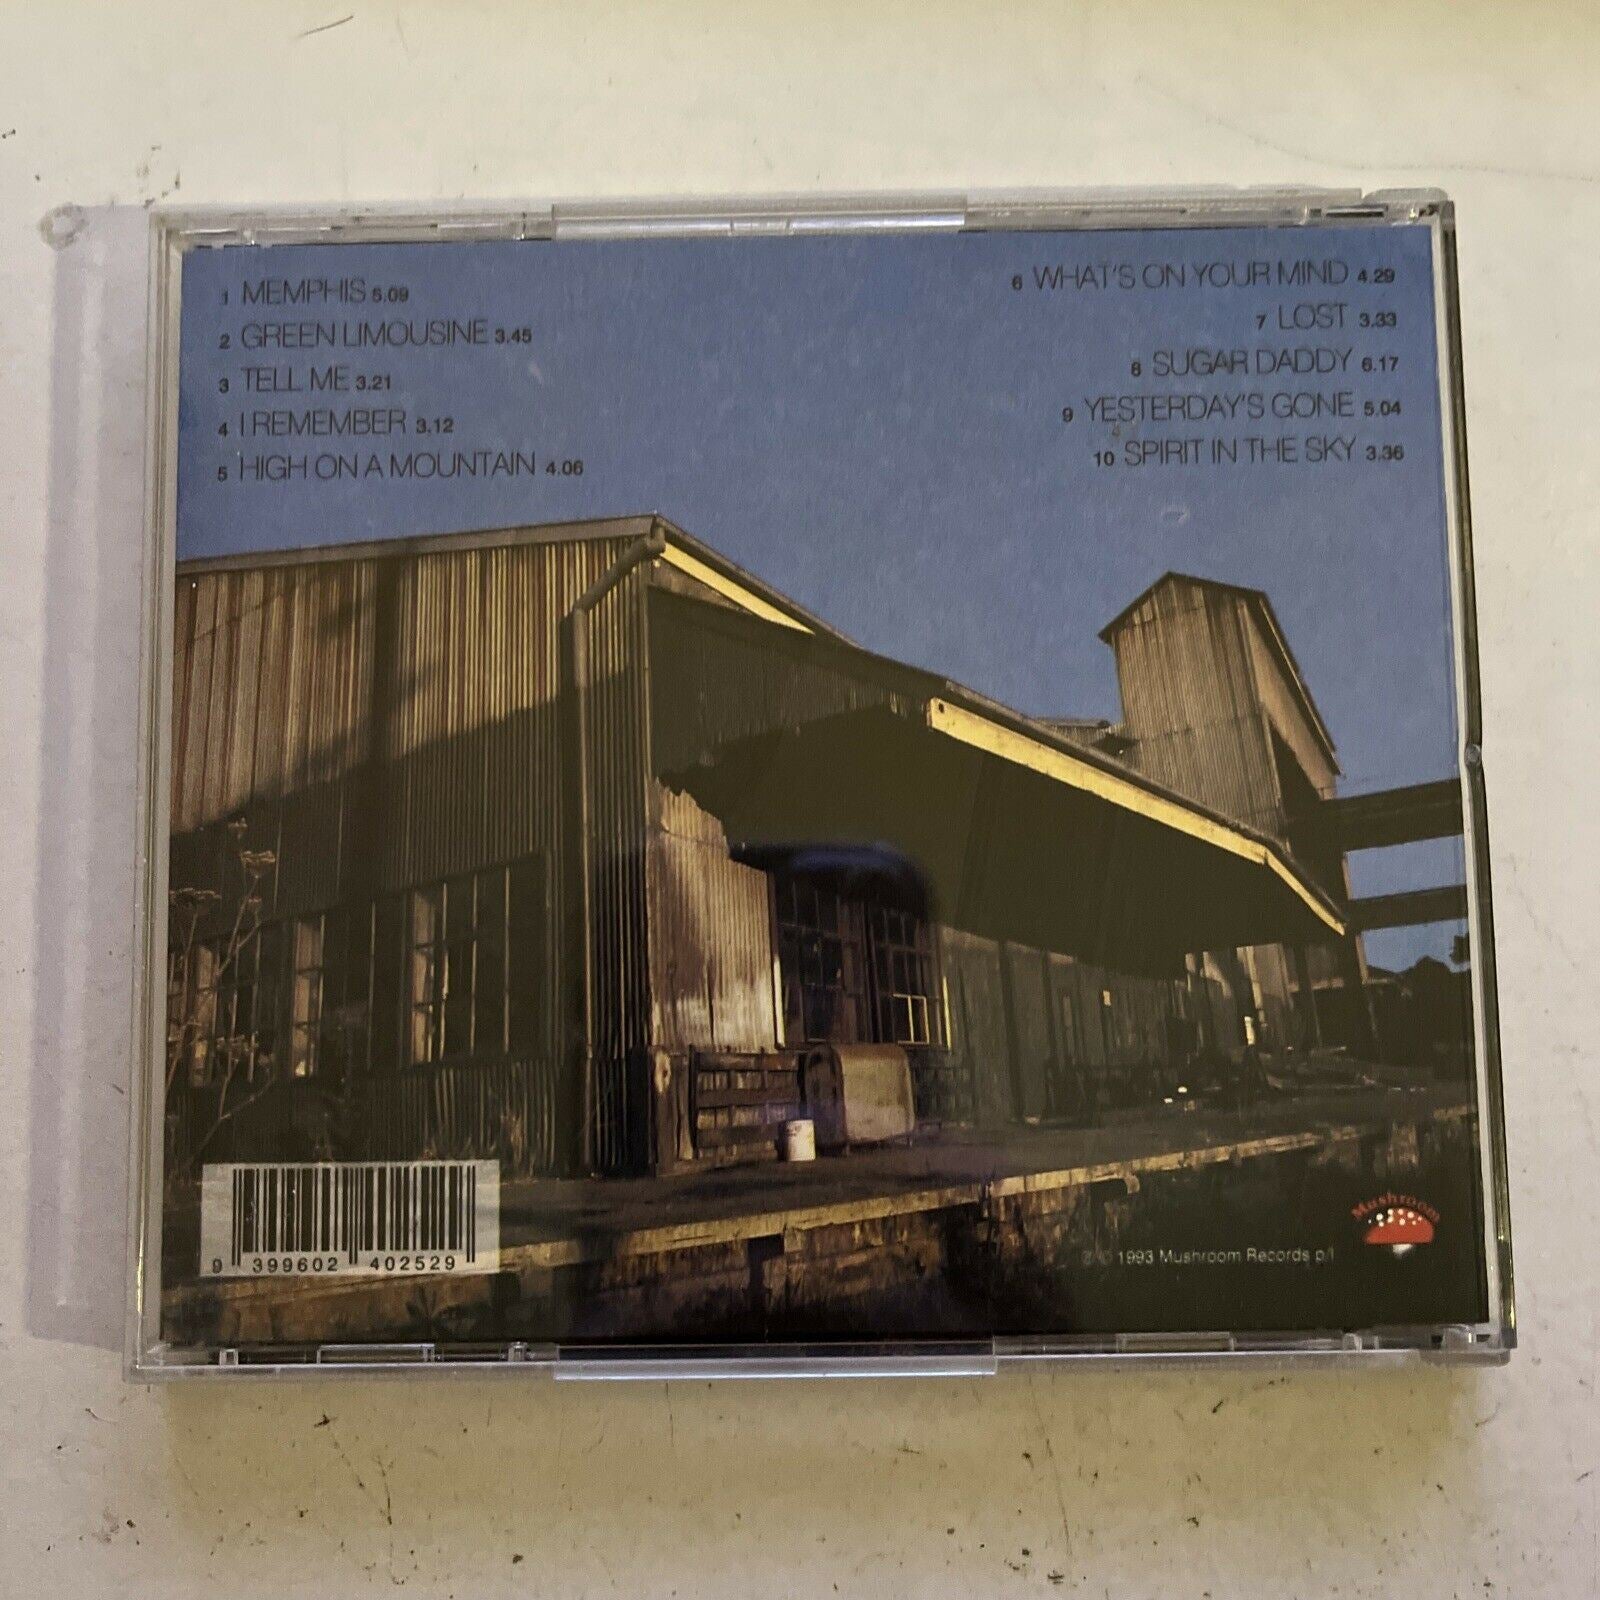 1 MEMPHIS 5.09
2 GREEN LIMOUSINE 3.45
3 TELL ME 3.21
4 I REMEMBER 3.12
5 HIGH ON A MOUNTAIN 4.06
6 WHAT'S ON YOUR MIND 4.29
7 LOST 3.33
8 SUGAR DADDY 6.17
9 YESTERDAY'S GONE 5.04
10 SPIRIT IN THE SKY 3.36
9 399602 402529
Mushroom
℗ © 1993 Mushroom Records p/l